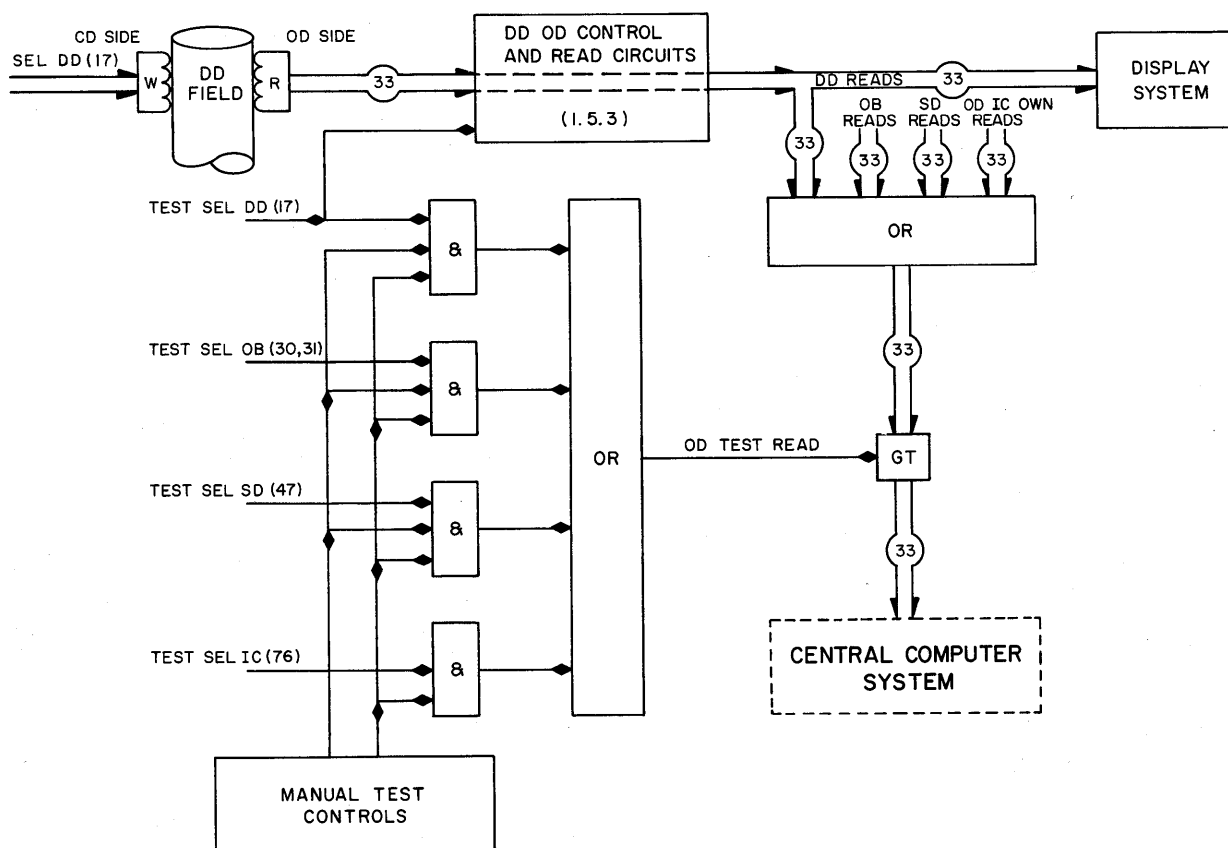 CD SIDE
OD SIDE
SEL DD (17)
W
DD
FIELD
R
33
DD OD CONTROL
AND READ CIRCUITS
(1.5.3)
DD READS
33
DISPLAY
SYSTEM
OB
READS
SD
READS
OD IC OWN
READS
33
33
33
33
TEST SEL DD (17)
&
OR
OR
TEST SEL OB (30,31)
&
33
OR
OD TEST READ
GT
TEST SEL SD (47)
&
33
TEST SEL IC (76)
&
CENTRAL COMPUTER
SYSTEM
MANUAL TEST
CONTROLS